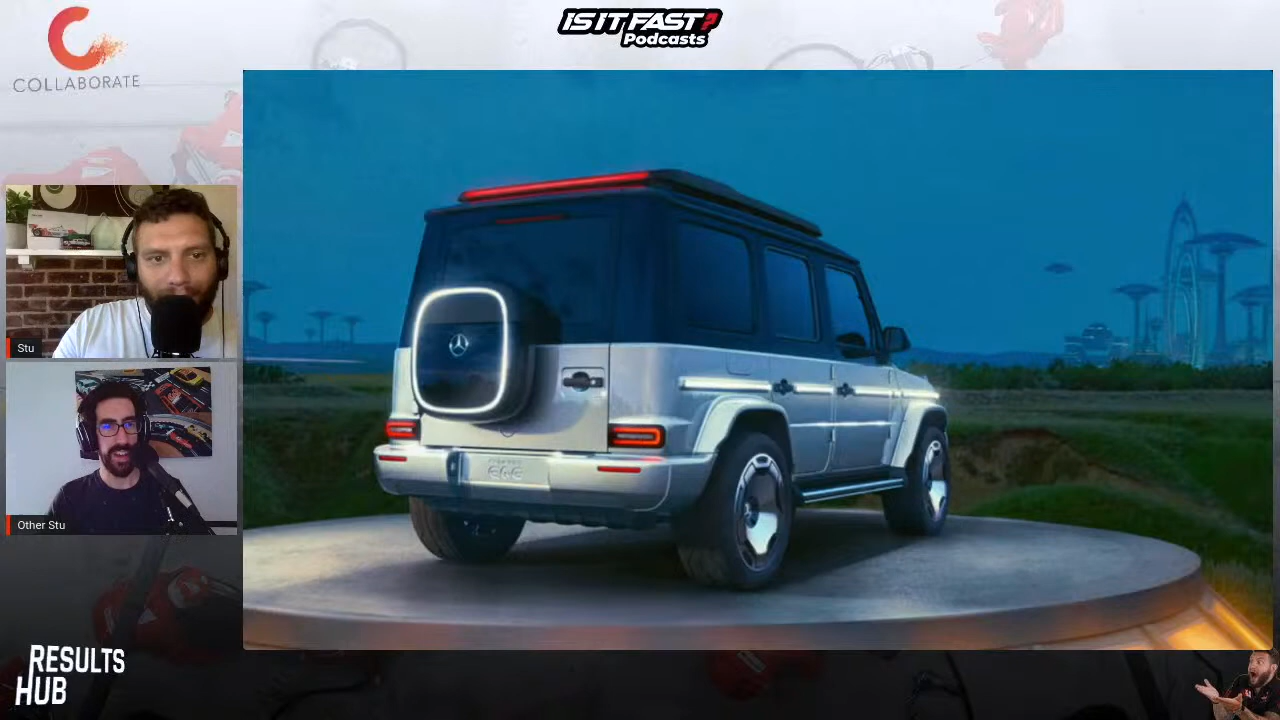 COLLABORATE
IS IT FAST?
Podcasts
Stu
Other Stu
RESULTS
HUB